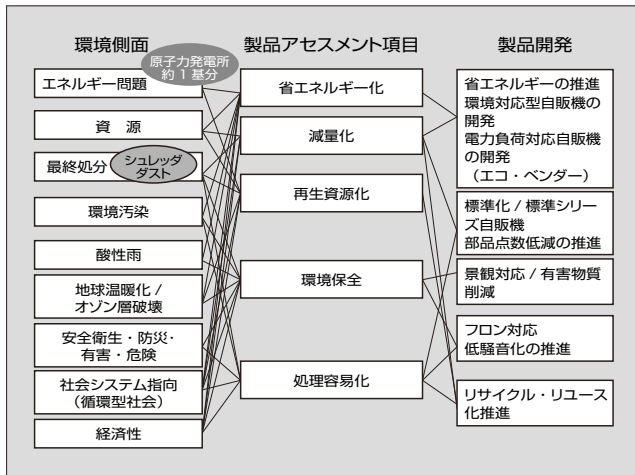 環境側面
原子力発電所
約１基分
エネルギー問題
資　源
最終処分
シュレッダ
ダスト
環境汚染
酸性雨
地球温暖化 /
オゾン層破壊
安全衛生・防災・
有害・危険
社会システム指向
（循環型社会）
経済性
製品アセスメント項目
省エネルギー化
減量化
再生資源化
環境保全
処理容易化
製品開発
省エネルギーの推進
環境対応型自販機の
開発
電力負荷対応自販機
の開発
（エコ・ベンダー）
標準化 / 標準シリー
ズ自販機
部品点数低減の推進
景観対応 / 有害物質
削減
フロン対応
低騒音化の推進
リサイクル・リユース
化推進